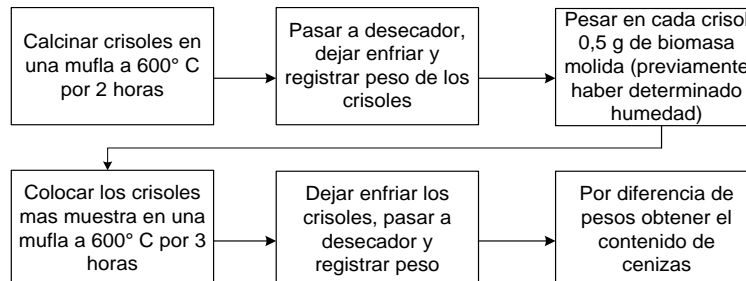 Calcinar crisoles en
una mufla a 600° C
por 2 horas
Pasar a desecador,
dejar enfriar y
registrar peso de los
crisoles
Pesar en cada crisol
0,5 g de biomasa
molida (previamente
haber determinado
humedad)
Colocar los crisoles
mas muestra en una
mufla a 600° C por 3
horas
Dejar enfriar los
crisoles, pasar a
desecador y
registrar peso
Por diferencia de
pesos obtener el
contenido de
cenizas